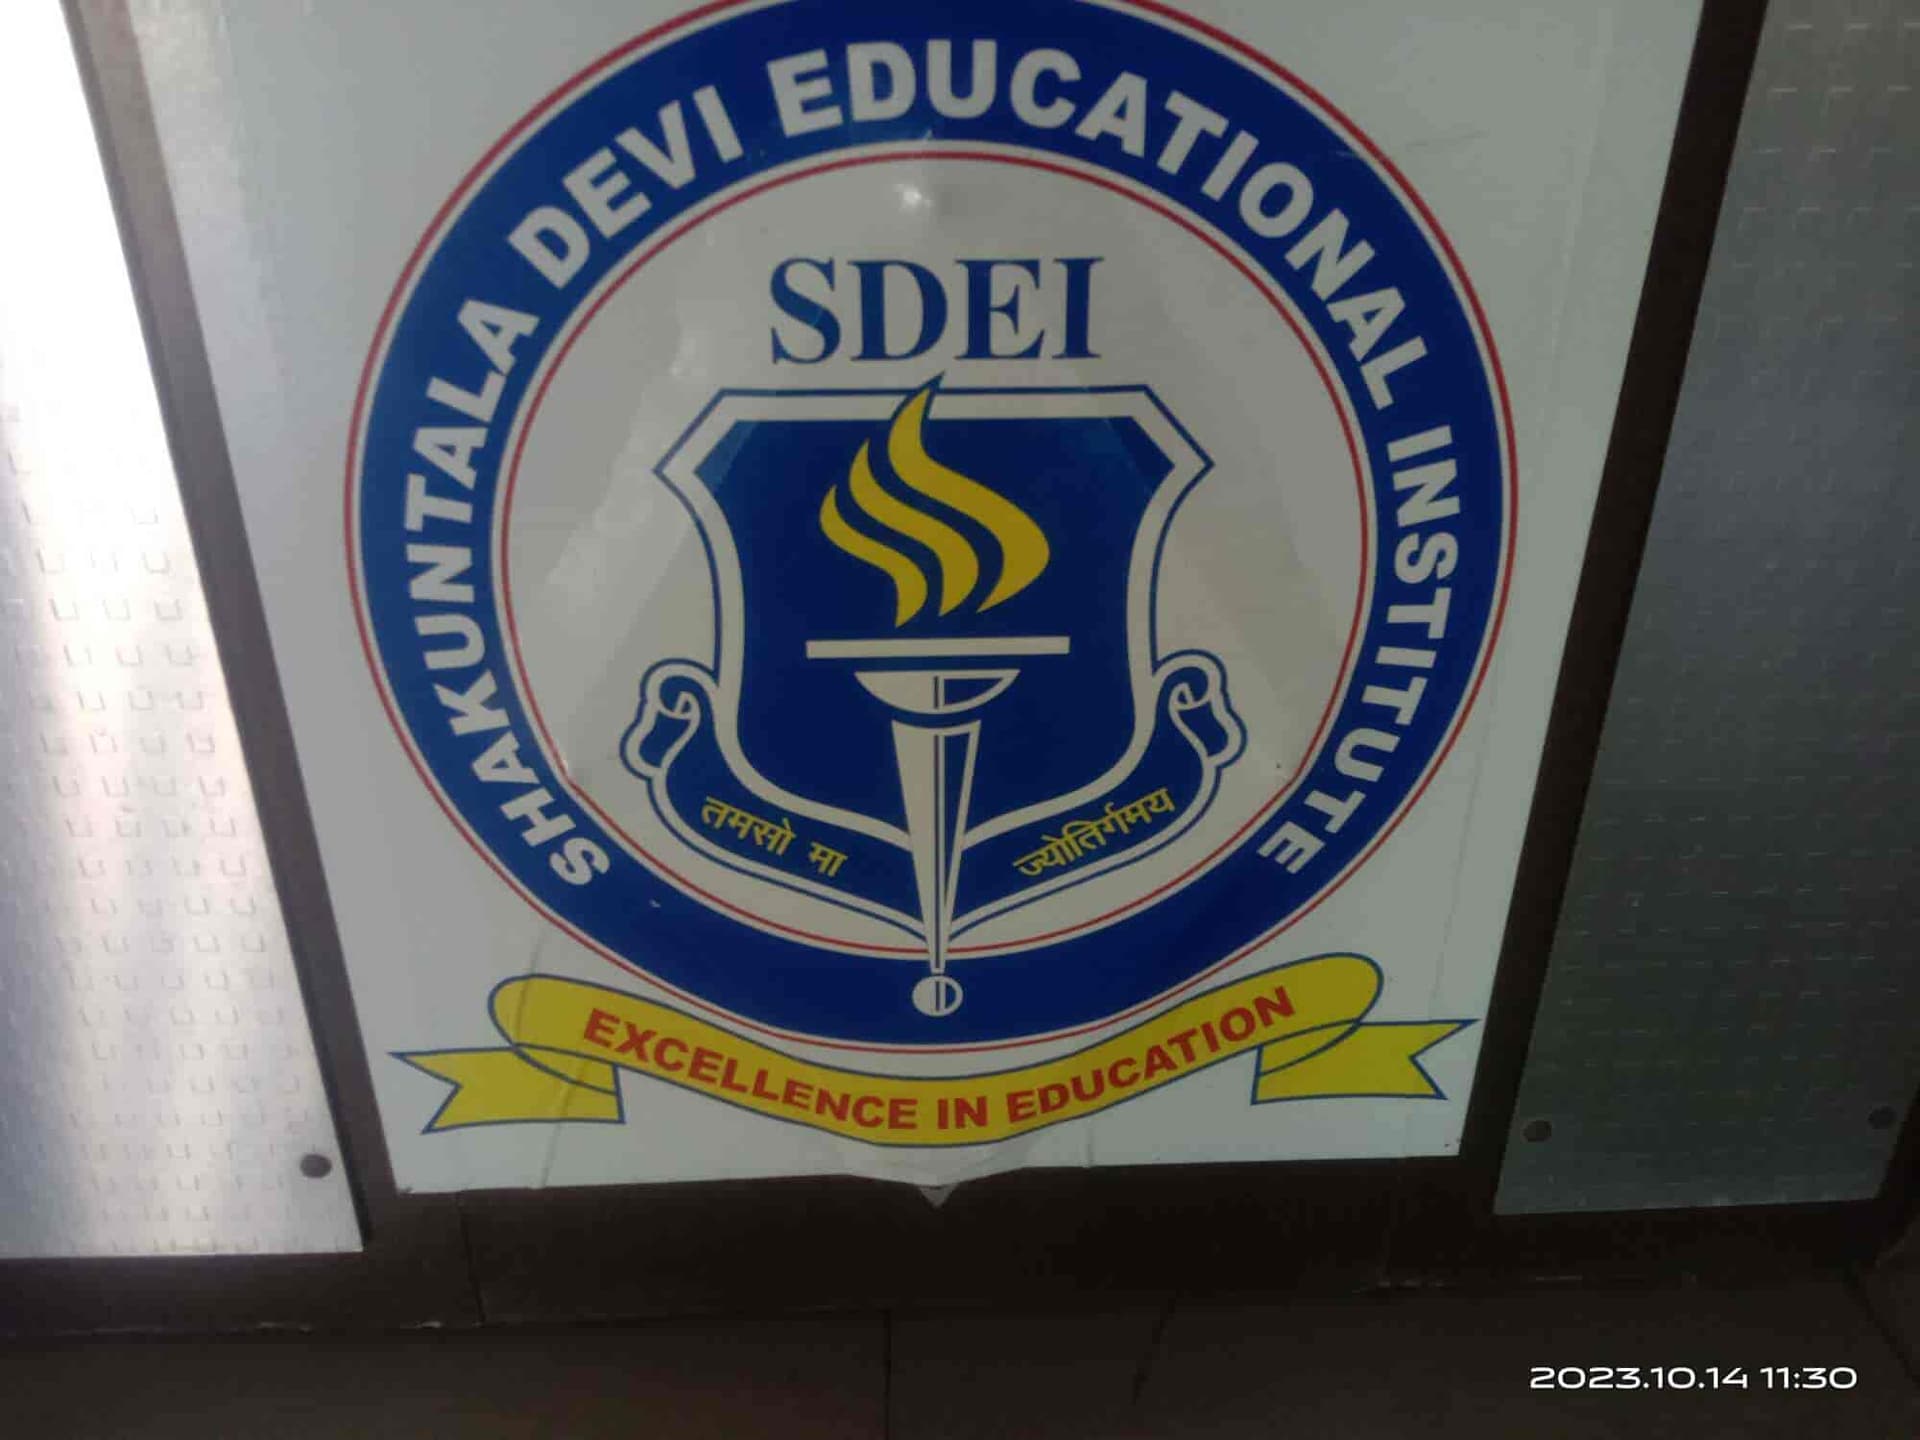 SHAKUNTALA DEVI EDUCATIONAL INSTITUTE
SDEI
तमसो मा ज्योतिर्गमय
EXCELLENCE IN EDUCATION
2023.10.14 11:30